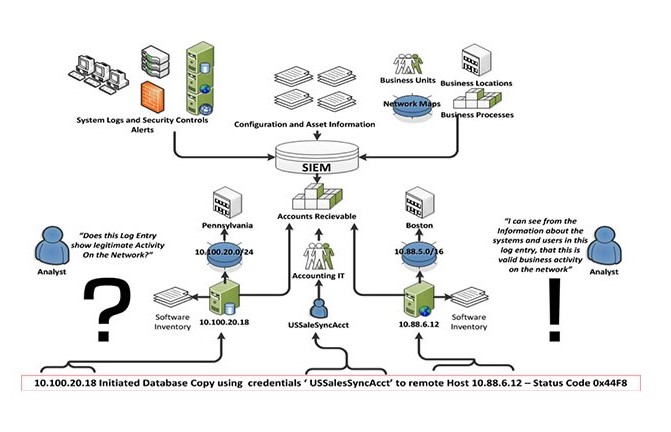 Business Units
Business Locations
Network Maps
Business Processes
System Logs and Security Controls
Alerts
Configuration and Asset Information
SIEM
Pennsylvania
Accounts Recievable
Boston
"Does this Log Entry
show legitimate Activity
On the Network?"
Analyst
10.100.20.0/24
Accounting IT
10.88.5.0/16
"I can see from the
Information about the
systems and users in this
log entry, that this is
valid business activity
on the network"
Analyst
?
Software
Inventory
10.100.20.18
USSaleSyncAcct
10.88.6.12
Software
Inventory
!
10.100.20.18 Initiated Database Copy using credentials ' USSalesSyncAcct' to remote Host 10.88.6.12 – Status Code 0x44F8